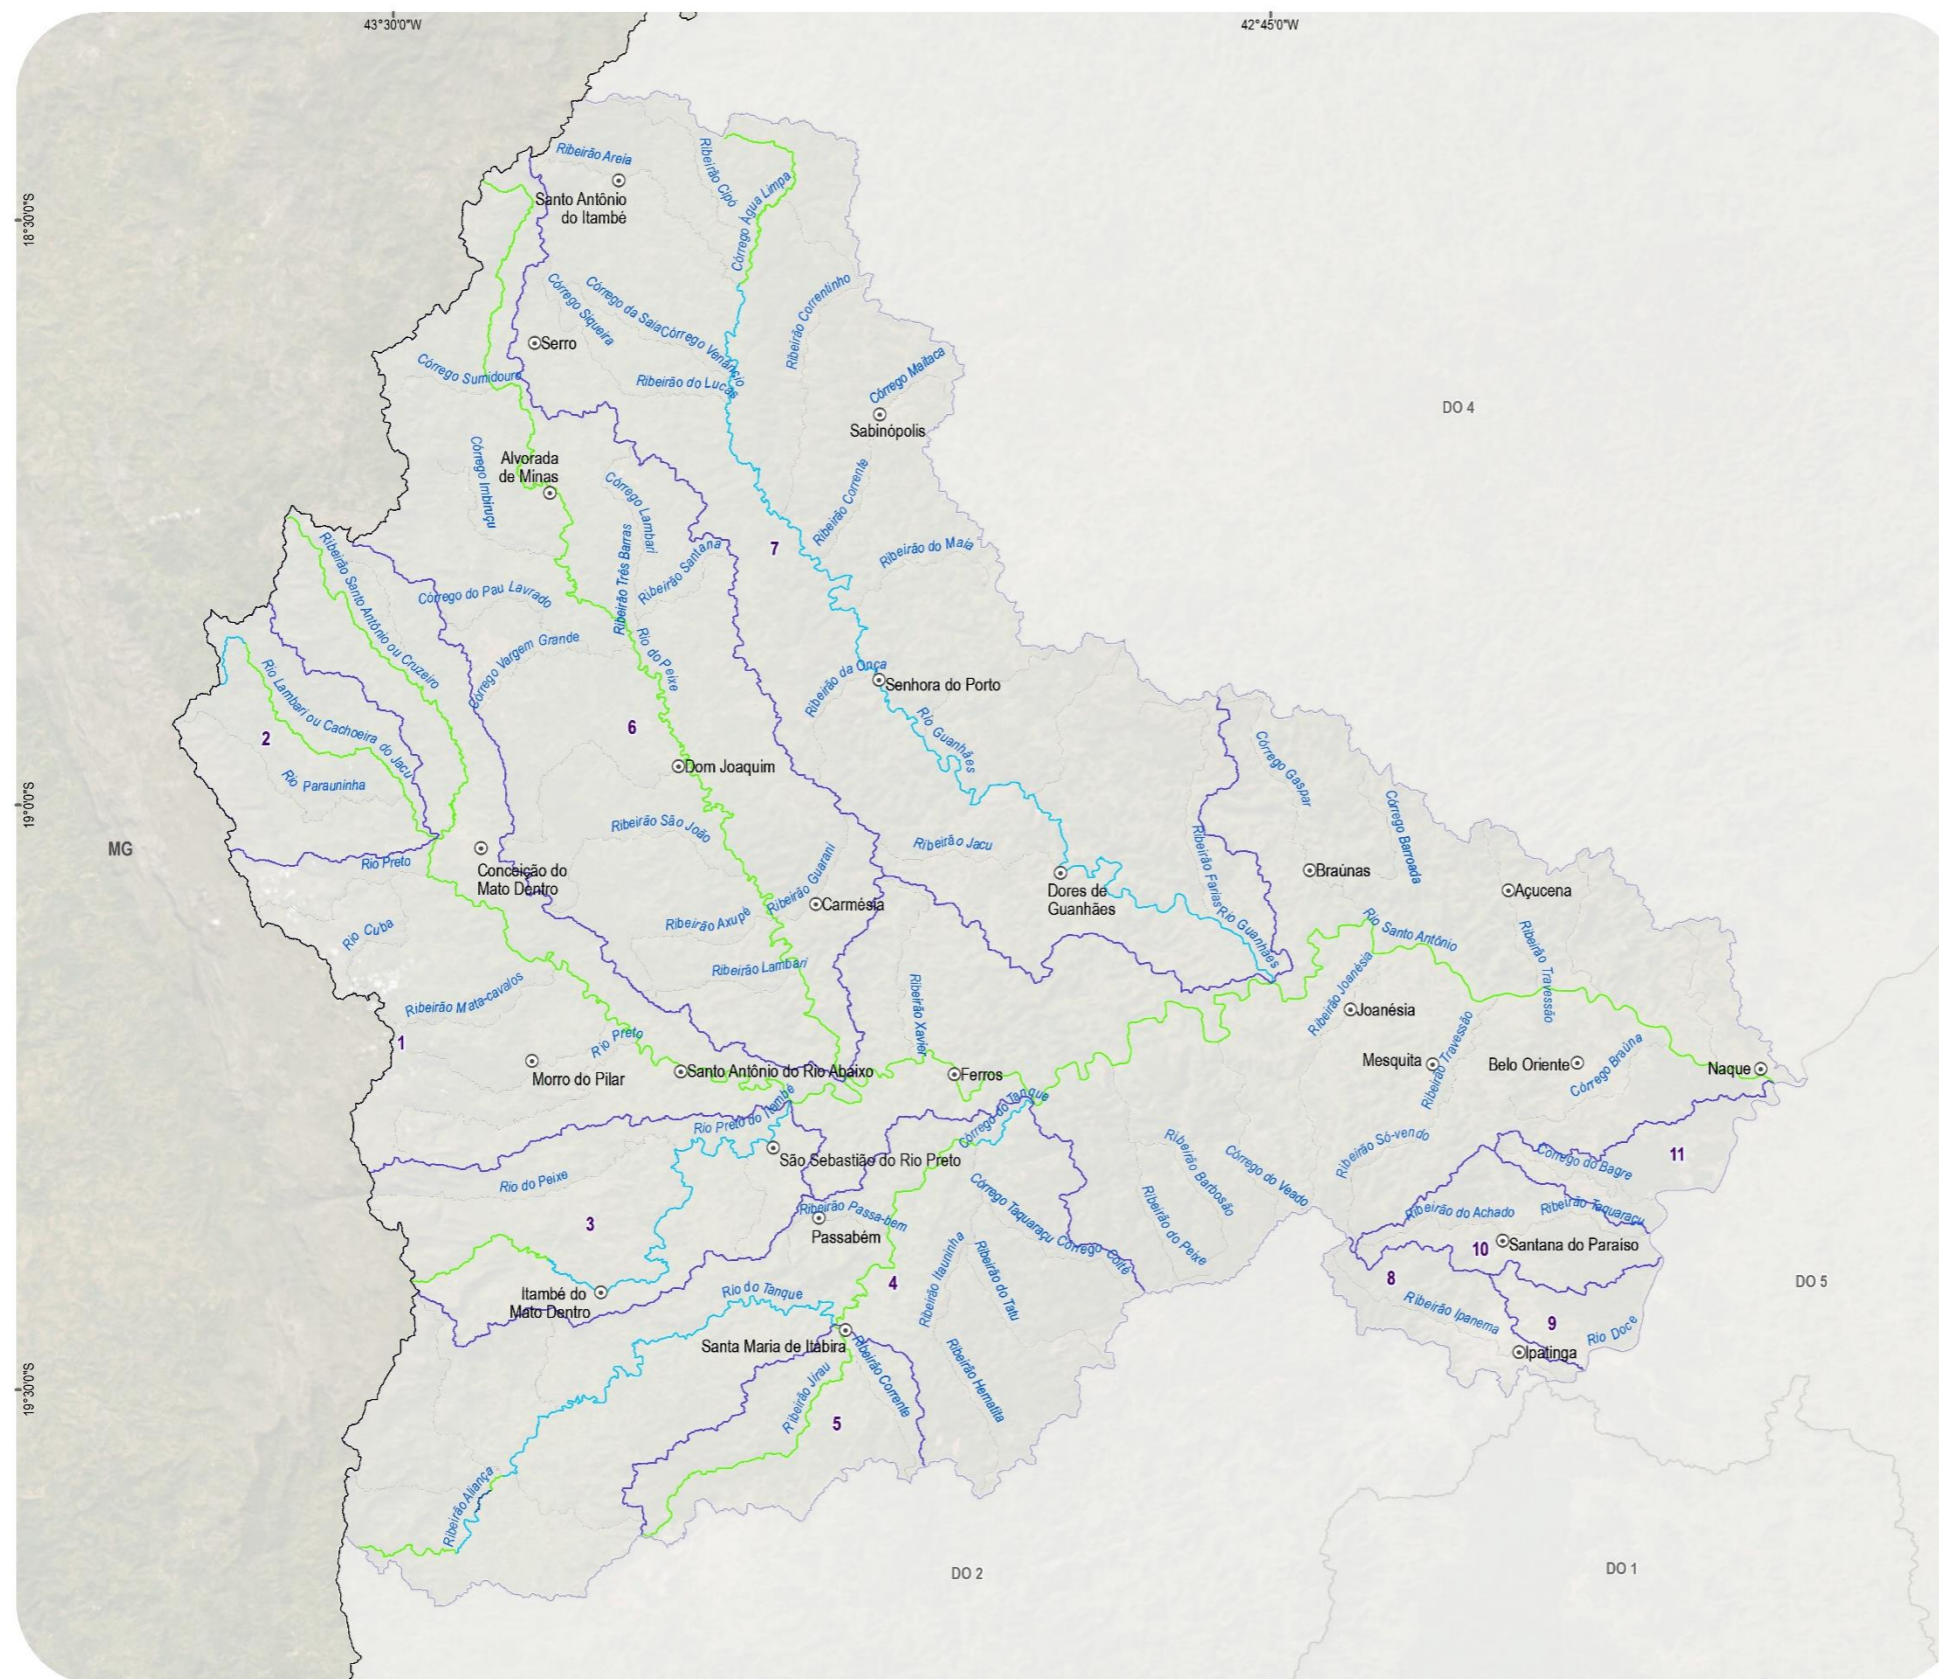 43°30'0"W
42°45'0"W
18°30'0"S
19°0'0"S
19°30'0"S
Ribeirão Areia
Santo Antônio
do Itambé
Ribeirão Cipó
Córrego Água Limpa
Córrego Siqueira
Córrego da Saia
Córrego Venâncio
Ribeirão Correntinho
Serro
Córrego Sumidouro
Ribeirão do Lucas
Córrego Maitaca
Sabinópolis
DO 4
Alvorada
de Minas
Córrego Imbiruçu
Córrego Lambari
Ribeirão Três Barras
Ribeirão Santana
7
Ribeirão Corrente
Ribeirão do Maia
Ribeirão Santo Antônio ou Cruzeiro
Córrego do Pau Lavrado
Córrego Vargem Grande
Rio do Peixe
Ribeirão da Onça
Senhora do Porto
Rio Guanhães
Rio Lambari ou Cachoeira do Jacu
2
Rio Parauninha
6
Dom Joaquim
Córrego Gaspar
Córrego Barroada
MG
Ribeirão São João
Ribeirão Jacu
Rio Preto
Conceição do
Mato Dentro
Ribeirão Guarani
Carmésia
Dores de
Guanhães
Ribeirão Farias
Rio Guanhães
Braúnas
Açucena
Rio Cuba
Ribeirão Axupé
Ribeirão Lambari
Rio Santo Antônio
Ribeirão Travessão
Ribeirão Mata-cavalos
Ribeirão Xavier
Ribeirão Joanésia
Joanésia
1
Rio Preto
Morro do Pilar
Santo Antônio do Rio Abaixo
Ferros
Mesquita
Ribeirão Travessão
Belo Oriente
Córrego Braúna
Naque
Rio Preto do Itambé
Córrego do Tanque
São Sebastião do Rio Preto
Rio do Peixe
Ribeirão Barbosão
Córrego do Veado
Ribeirão Só-vendo
Córrego do Bagre
11
3
Ribeirão Passa-bem
Passabém
Córrego Taquaraçu
Córrego Coité
Ribeirão do Peixe
Ribeirão do Achado
Ribeirão Taquaraçu
10
Santana do Paraíso
Itambé do
Mato Dentro
Rio do Tanque
4
Ribeirão Itauninha
Ribeirão do Tatu
8
Ribeirão Ipanema
9
Rio Doce
Ipatinga
DO 5
Santa Maria de Itabira
Ribeirão Jirau
Ribeirão Corrente
Ribeirão Hematita
5
Ribeirão Aliança
DO 2
DO 1